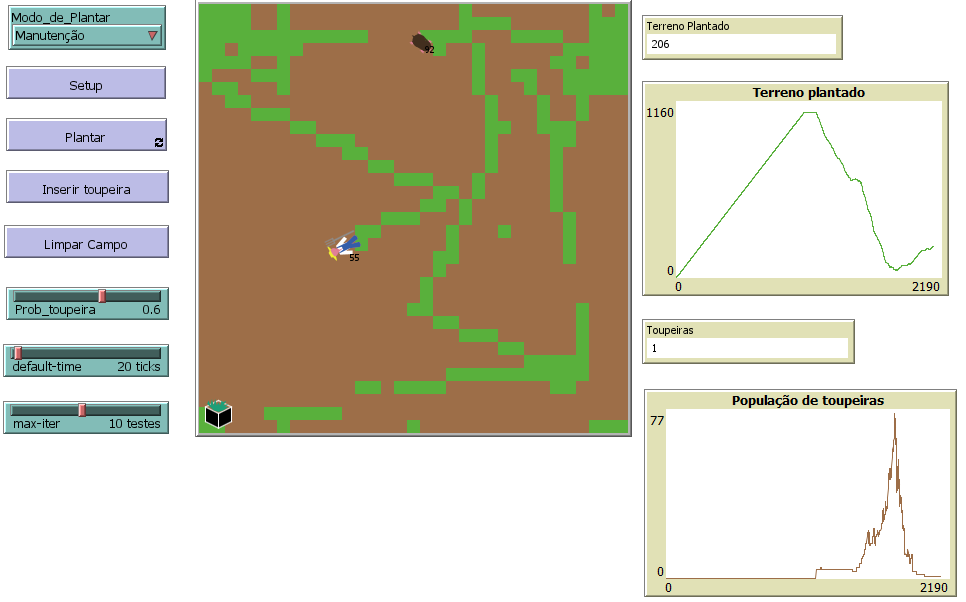 Modo_de_Plantar
Manutenção
Setup
Plantar
Inserir toupeira
Limpar Campo
Prob_toupeira 0.6
default-time 20 ticks
max-iter 10 testes
92
55
Terreno Plantado
206
Terreno plantado
1160
0
0 2190
Toupeiras
1
População de toupeiras
77
0
0 2190